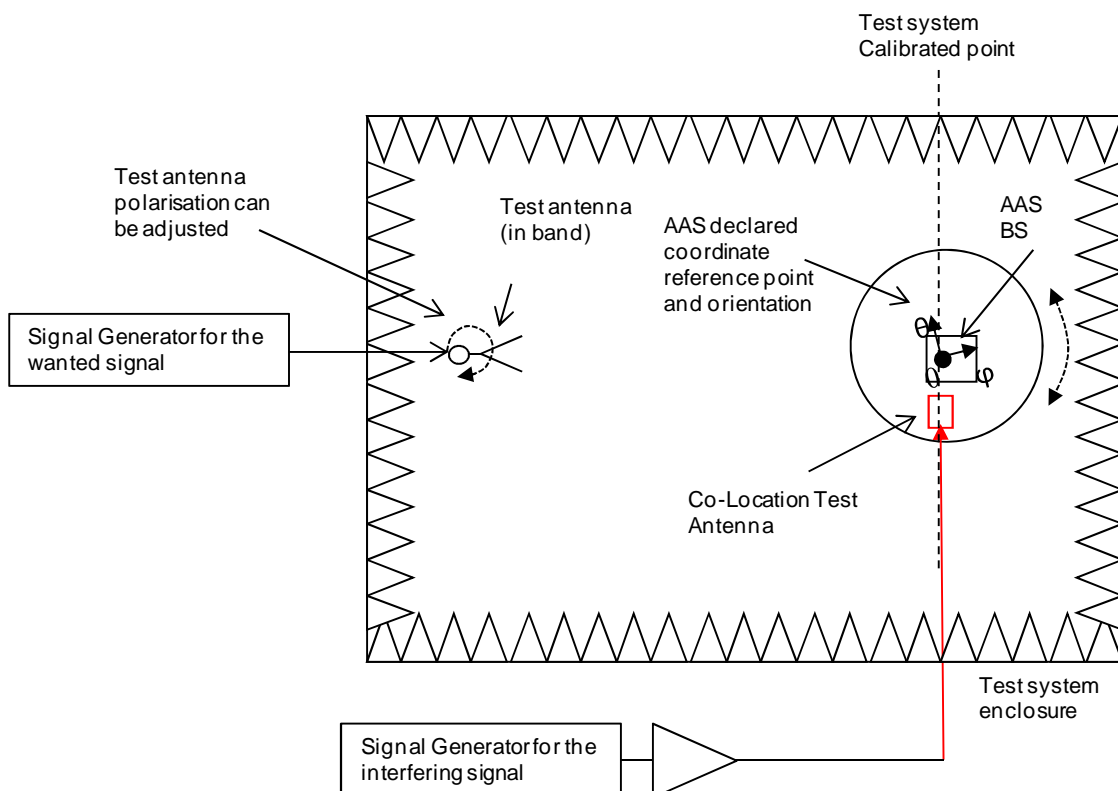 Test system
Calibrated point
Test antenna
polarisation can
be adjusted
Test antenna
(in band)
AAS declared
coordinate
reference point
and orientation
AAS
BS
Signal Generator for the
wanted signal
θ
0
φ
Co-Location Test
Antenna
Test system
enclosure
Signal Generator for the
interfering signal